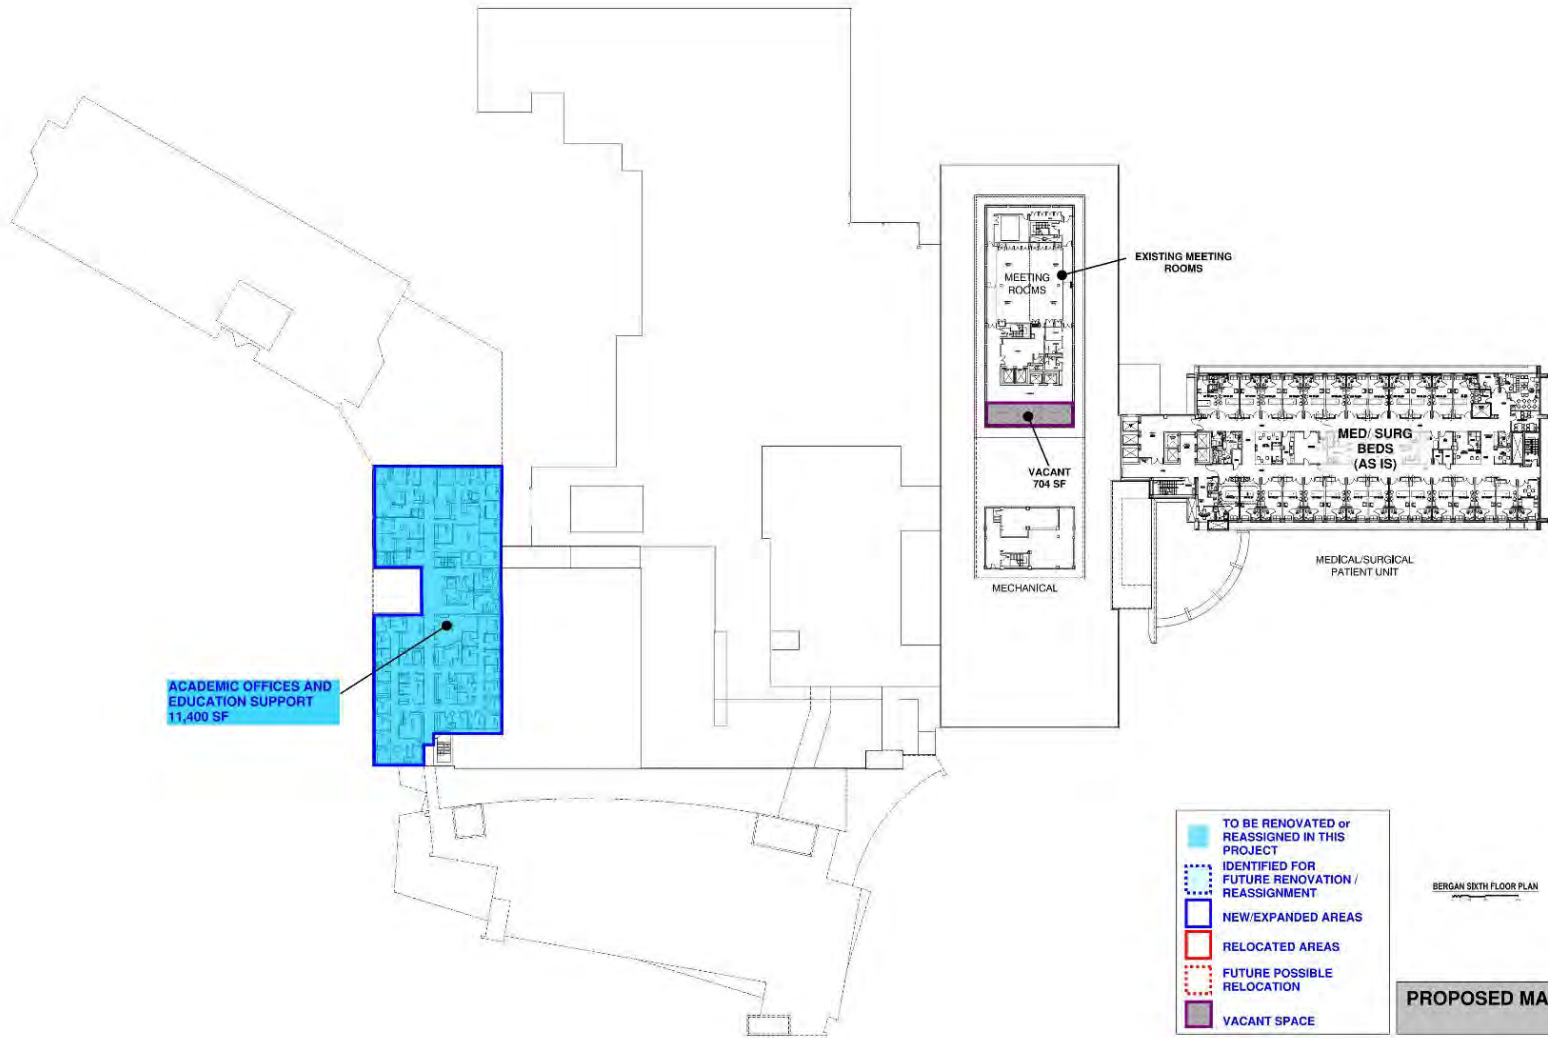 EXISTING MEETING
ROOMS
MEETING
ROOMS
VACANT
704 SF
MECHANICAL
MED/ SURG
BEDS
(AS IS)
MEDICAL/SURGICAL
PATIENT UNIT
ACADEMIC OFFICES AND
EDUCATION SUPPORT
11,400 SF
TO BE RENOVATED or
REASSIGNED IN THIS
PROJECT
IDENTIFIED FOR
FUTURE RENOVATION /
REASSIGNMENT
NEW/EXPANDED AREAS
RELOCATED AREAS
FUTURE POSSIBLE
RELOCATION
VACANT SPACE
BERGAN SIXTH FLOOR PLAN
PROPOSED MA